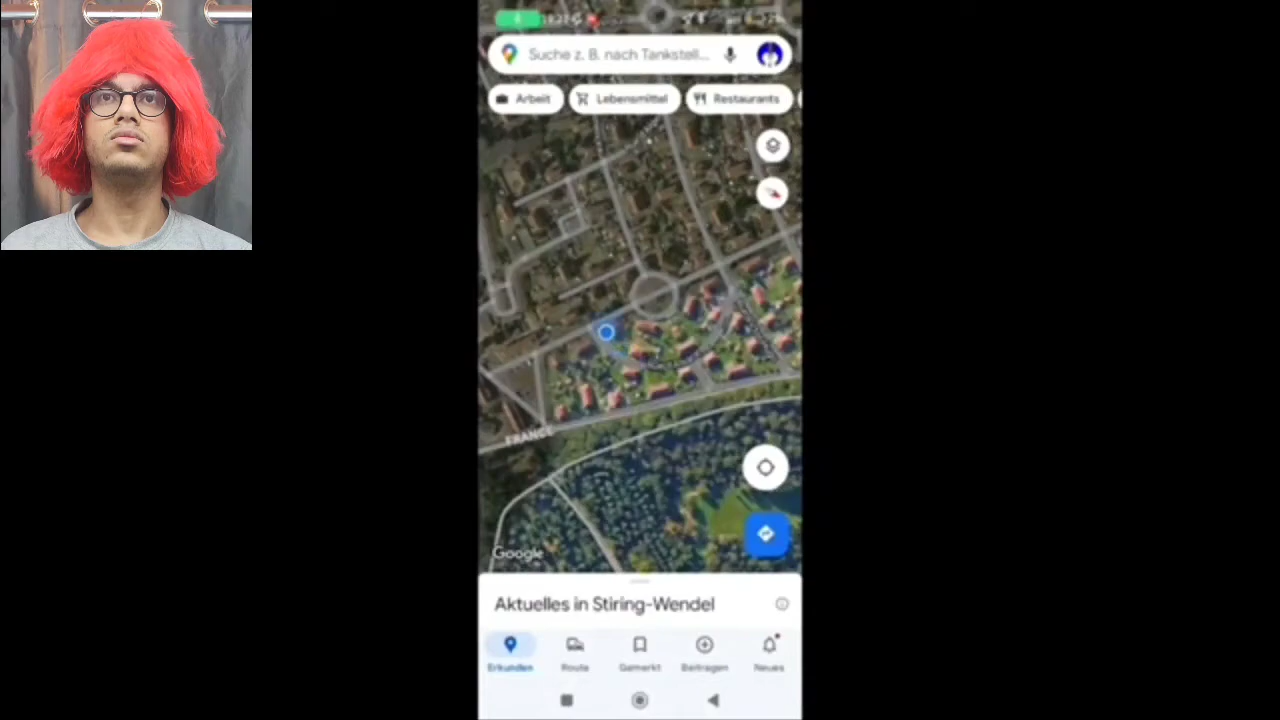 Suche z. B. nach Tankstell...
Arbeit
Lebensmittel
Restaurants
FRANCE
Google
Aktuelles in Stiring-Wendel
Erkunden
Route
Gemerkt
Beitragen
Neues